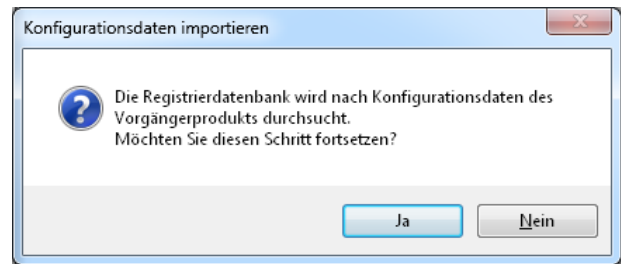 Konfigurationsdaten importieren
Die Registrierdatenbank wird nach Konfigurationsdaten des
Vorgängerprodukts durchsucht.
Möchten Sie diesen Schritt fortsetzen?
Ja
Nein